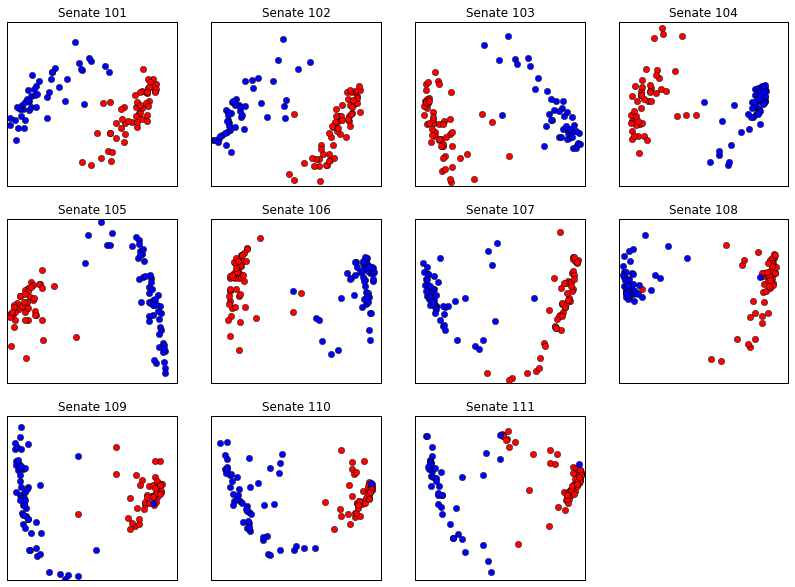 Senate 101
Senate 102
Senate 103
Senate 104
Senate 105
Senate 106
Senate 107
Senate 108
Senate 109
Senate 110
Senate 111